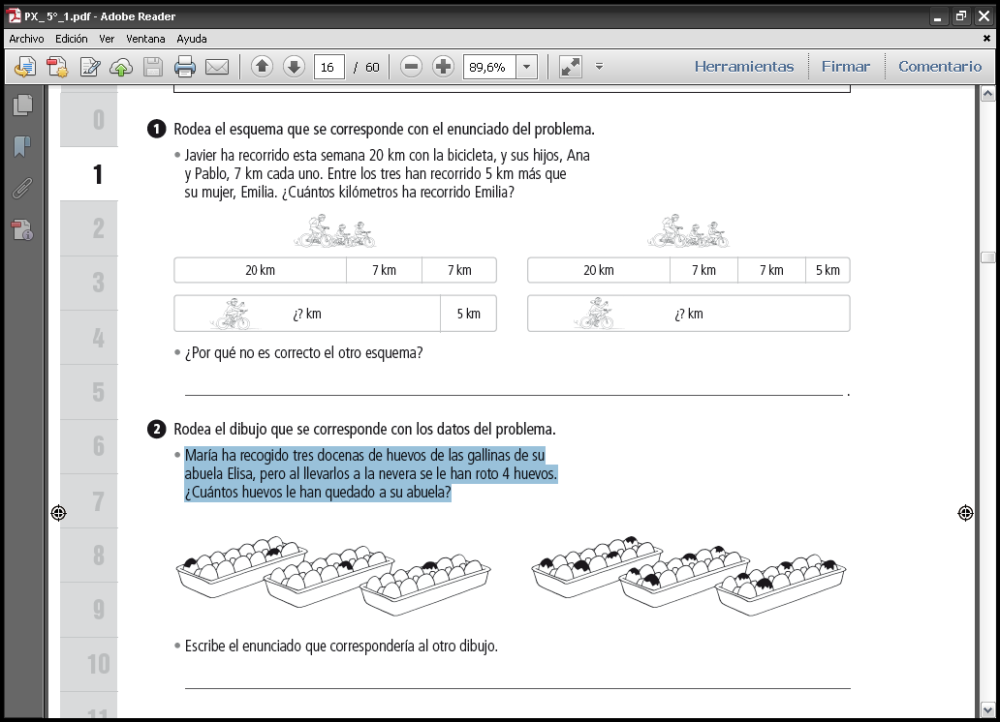 PX_ 5º_1.pdf - Adobe Reader
Archivo Edición Ver Ventana Ayuda
16 / 60 89,6% Herramientas Firmar Comentario
0
1
2
3
4
5
6
7
8
9
10
11
1 Rodea el esquema que se corresponde con el enunciado del problema.
• Javier ha recorrido esta semana 20 km con la bicicleta, y sus hijos, Ana
y Pablo, 7 km cada uno. Entre los tres han recorrido 5 km más que
su mujer, Emilia. ¿Cuántos kilómetros ha recorrido Emilia?
20 km 7 km 7 km
¿? km 5 km
20 km 7 km 7 km 5 km
¿? km
• ¿Por qué no es correcto el otro esquema?
.
2 Rodea el dibujo que se corresponde con los datos del problema.
• María ha recogido tres docenas de huevos de las gallinas de su
abuela Elisa, pero al llevarlos a la nevera se le han roto 4 huevos.
¿Cuántos huevos le han quedado a su abuela?
• Escribe el enunciado que correspondería al otro dibujo.